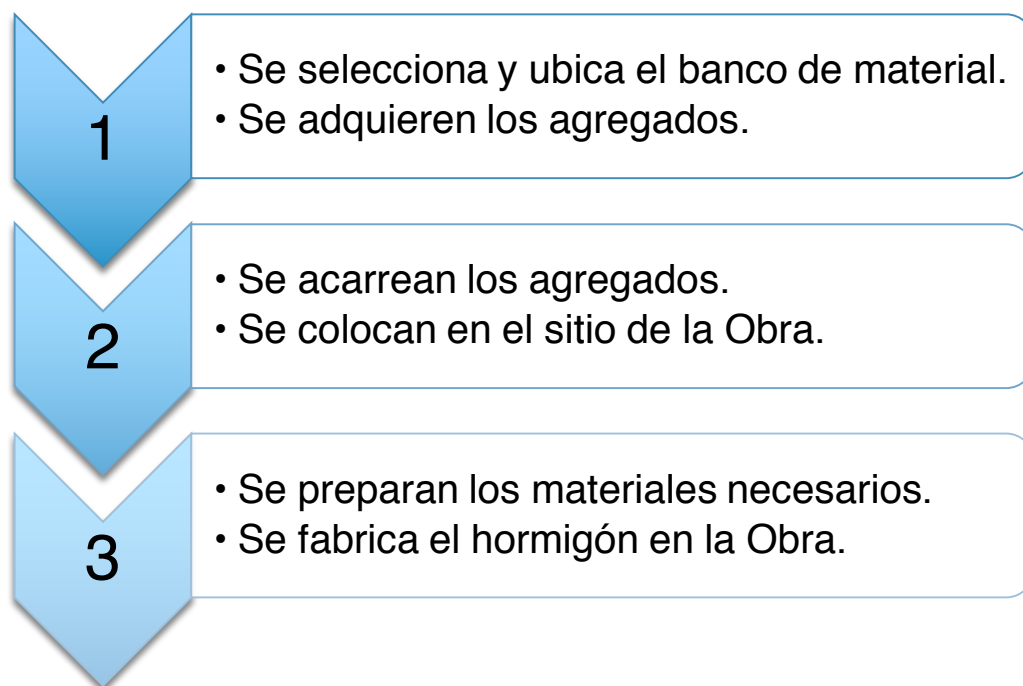 1
• Se selecciona y ubica el banco de material.
• Se adquieren los agregados.
2
• Se acarrean los agregados.
• Se colocan en el sitio de la Obra.
3
• Se preparan los materiales necesarios.
• Se fabrica el hormigón en la Obra.